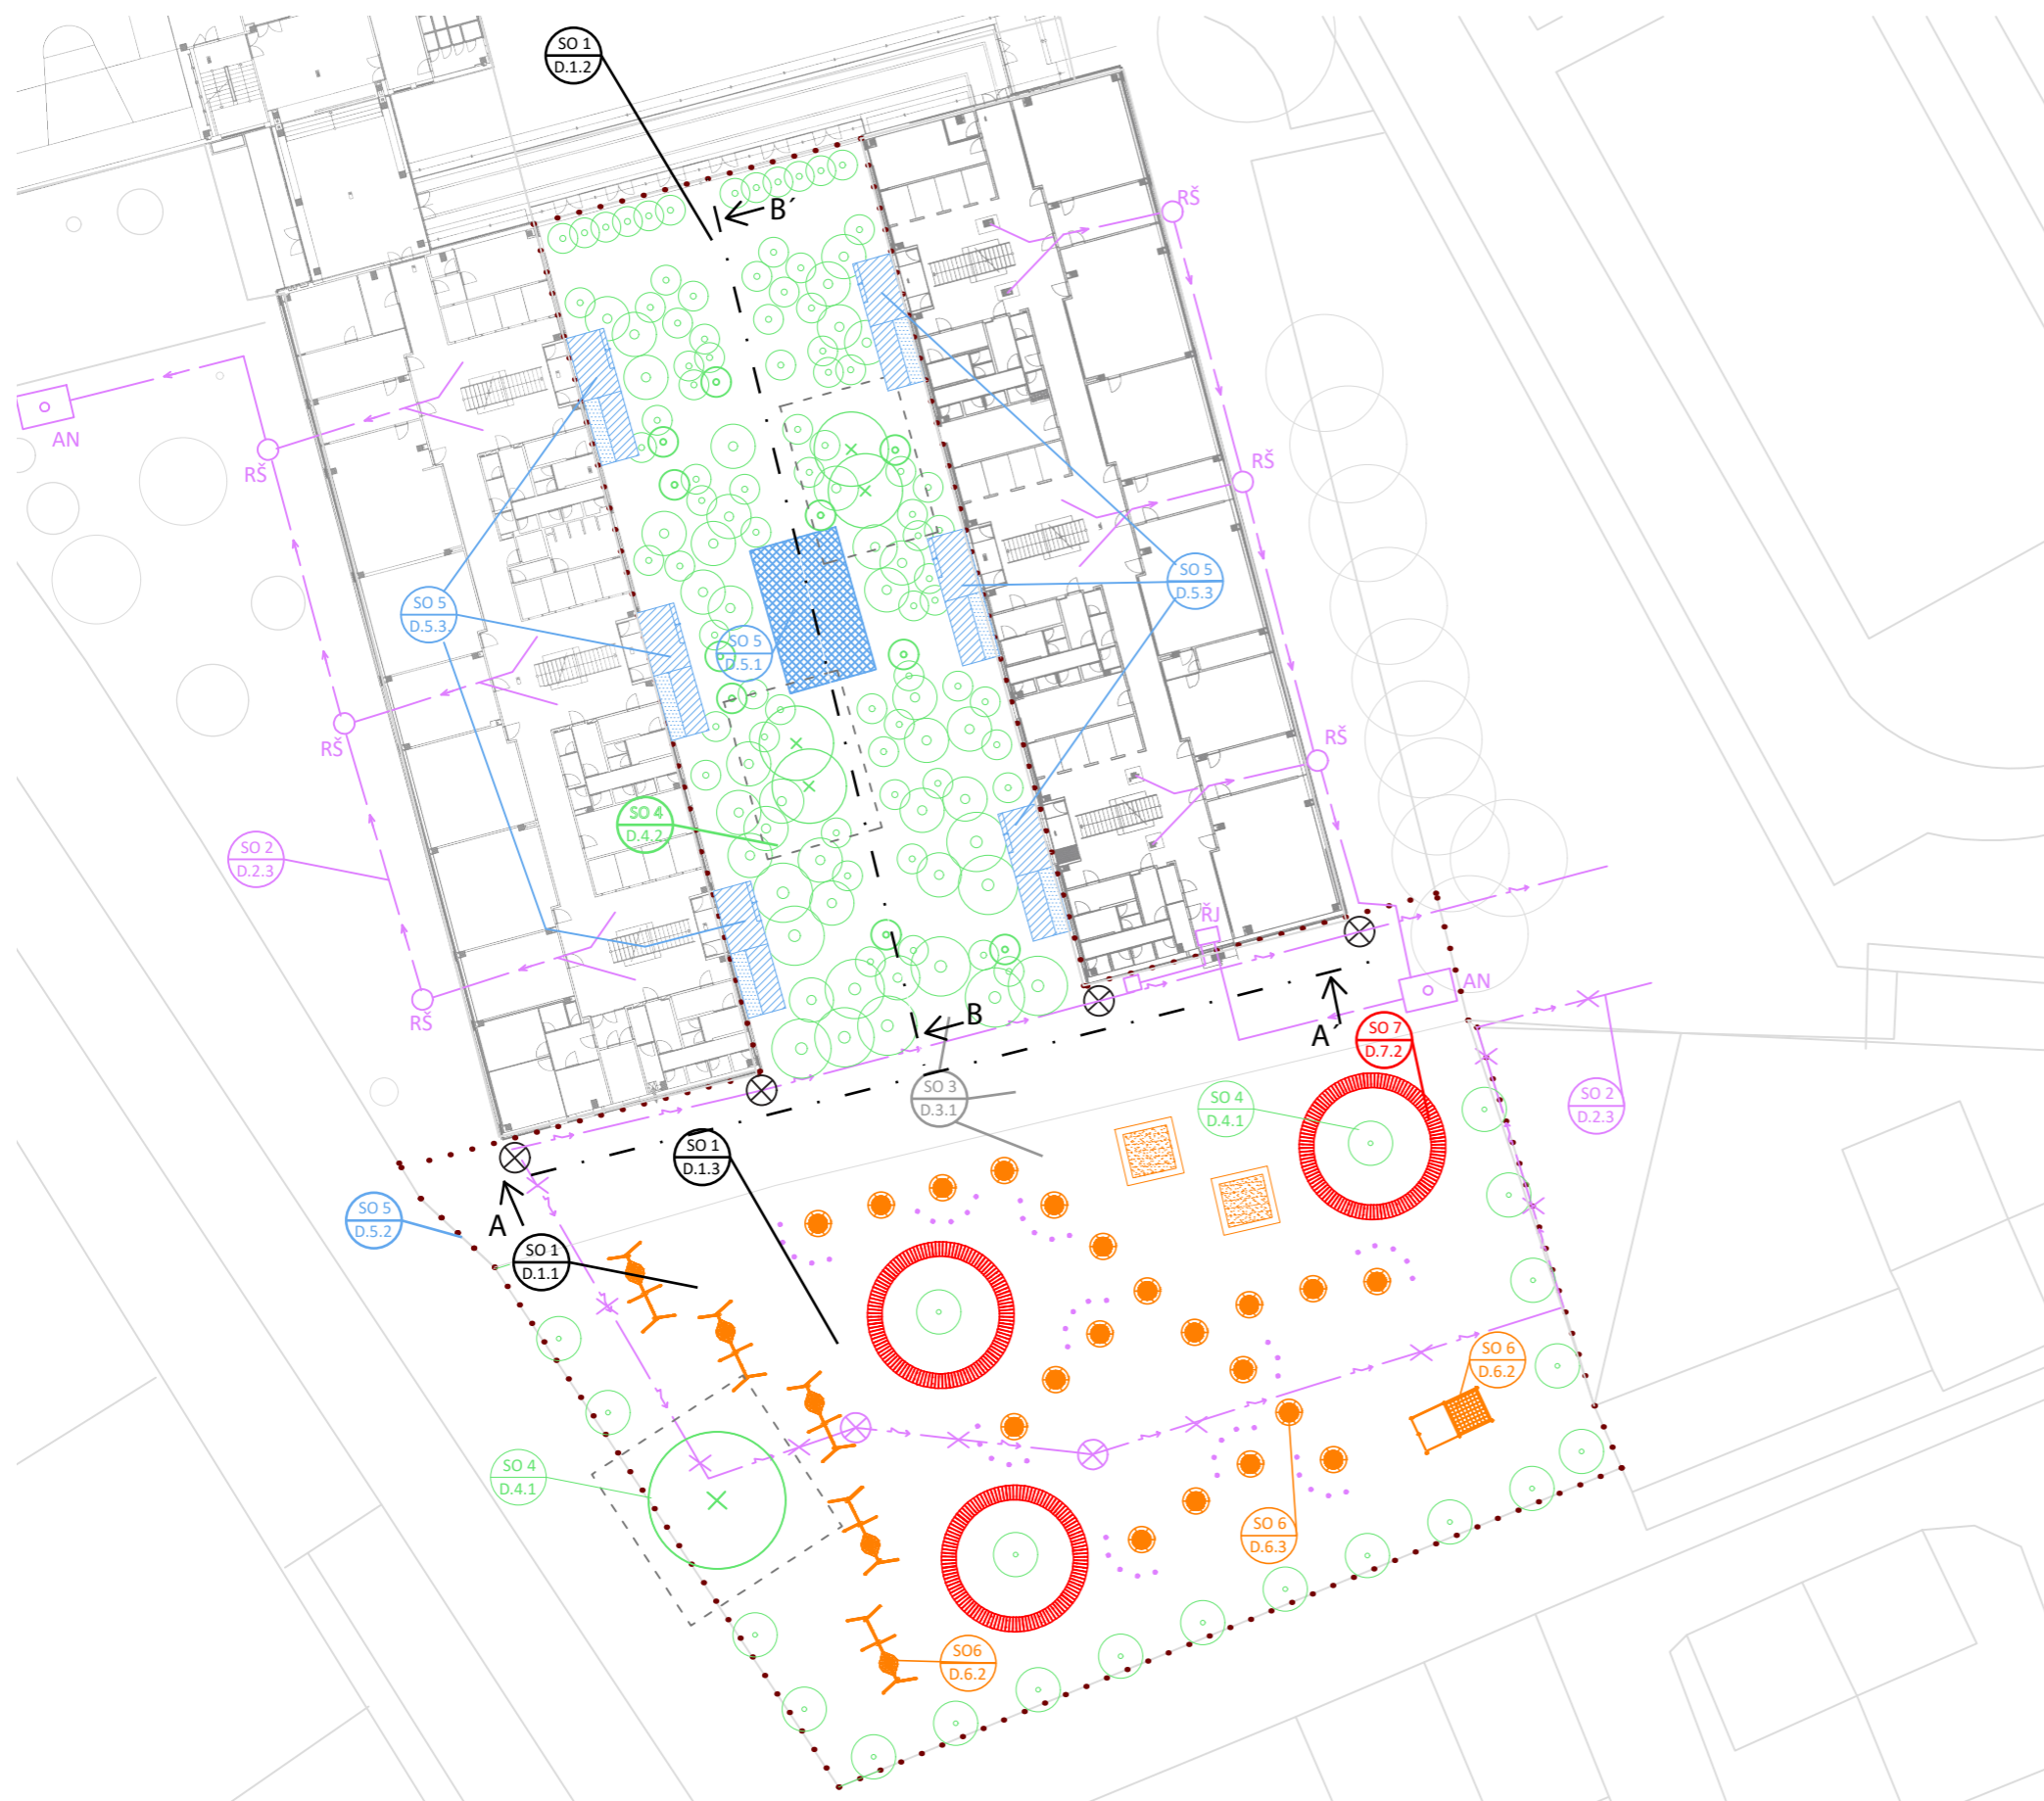 SO 1
D.1.2
B´
RŠ
AN
RŠ
RŠ
SO 5
D.5.3
SO 5
D.5.3
SO 5
D.5.1
RŠ
RŠ
SO 4
D.4.2
SO 2
D.2.3
ŘJ
RŠ
AN
B
A´
SO 7
D.7.2
SO 3
D.3.1
SO 4
D.4.1
SO 2
D.2.3
SO 1
D.1.3
SO 5
D.5.2
A
SO 1
D.1.1
SO 6
D.6.2
SO 4
D.4.1
SO 6
D.6.3
SO6
D.6.2